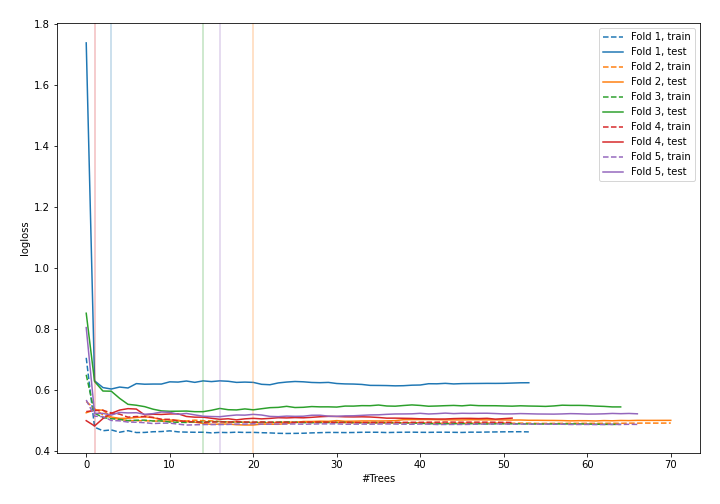 1.8
1.6
1.4
1.2
1.0
0.8
0.6
0.4
logloss
0 10 20 30 40 50 60 70
#Trees
Fold 1, train
Fold 1, test
Fold 2, train
Fold 2, test
Fold 3, train
Fold 3, test
Fold 4, train
Fold 4, test
Fold 5, train
Fold 5, test